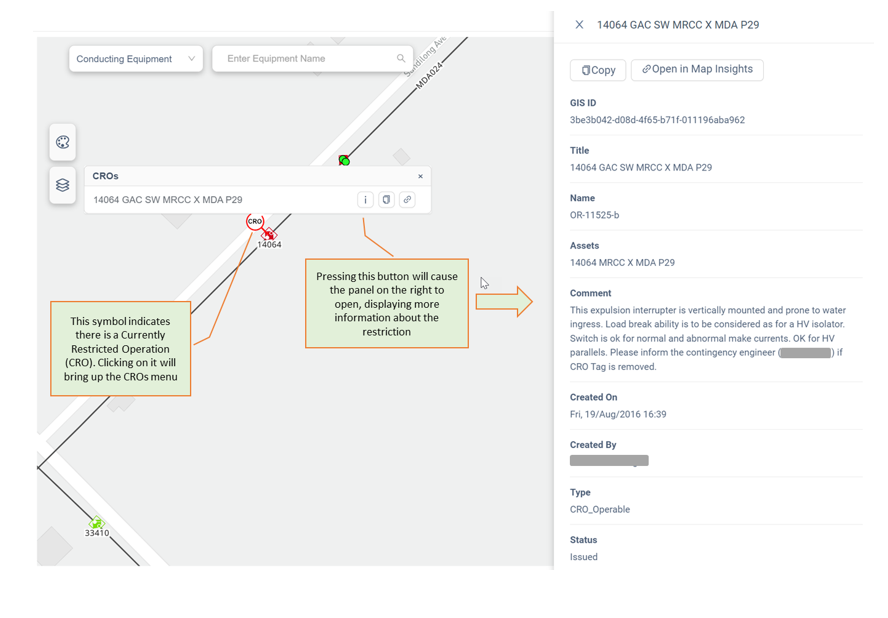 14064 GAC SW MRCC X MDA P29
Conducting Equipment
Enter Equipment Name
MDA024
Copy
Open in Map Insights
GIS ID
3be3b042-d08d-4f65-b71f-011196aba962
Title
14064 GAC SW MRCC X MDA P29
CROs
14064 GAC SW MRCC X MDA P29
Name
OR-11525-b
CRO
14064
Assets
14064 MRCC X MDA P29
Pressing this button will cause
the panel on the right to
open, displaying more
information about the
restriction
This symbol indicates
there is a Currently
Restricted Operation
(CRO). Clicking on it will
bring up the CROs menu
Comment
This expulsion interrupter is vertically mounted and prone to water
ingress. Load break ability is to be considered as for a HV isolator.
Switch is ok for normal and abnormal make currents. OK for HV
parallels. Please inform the contingency engineer ( ) if
CRO Tag is removed.
Created On
Fri, 19/Aug/2016 16:39
Created By
Type
CRO_Operable
33410
Status
Issued